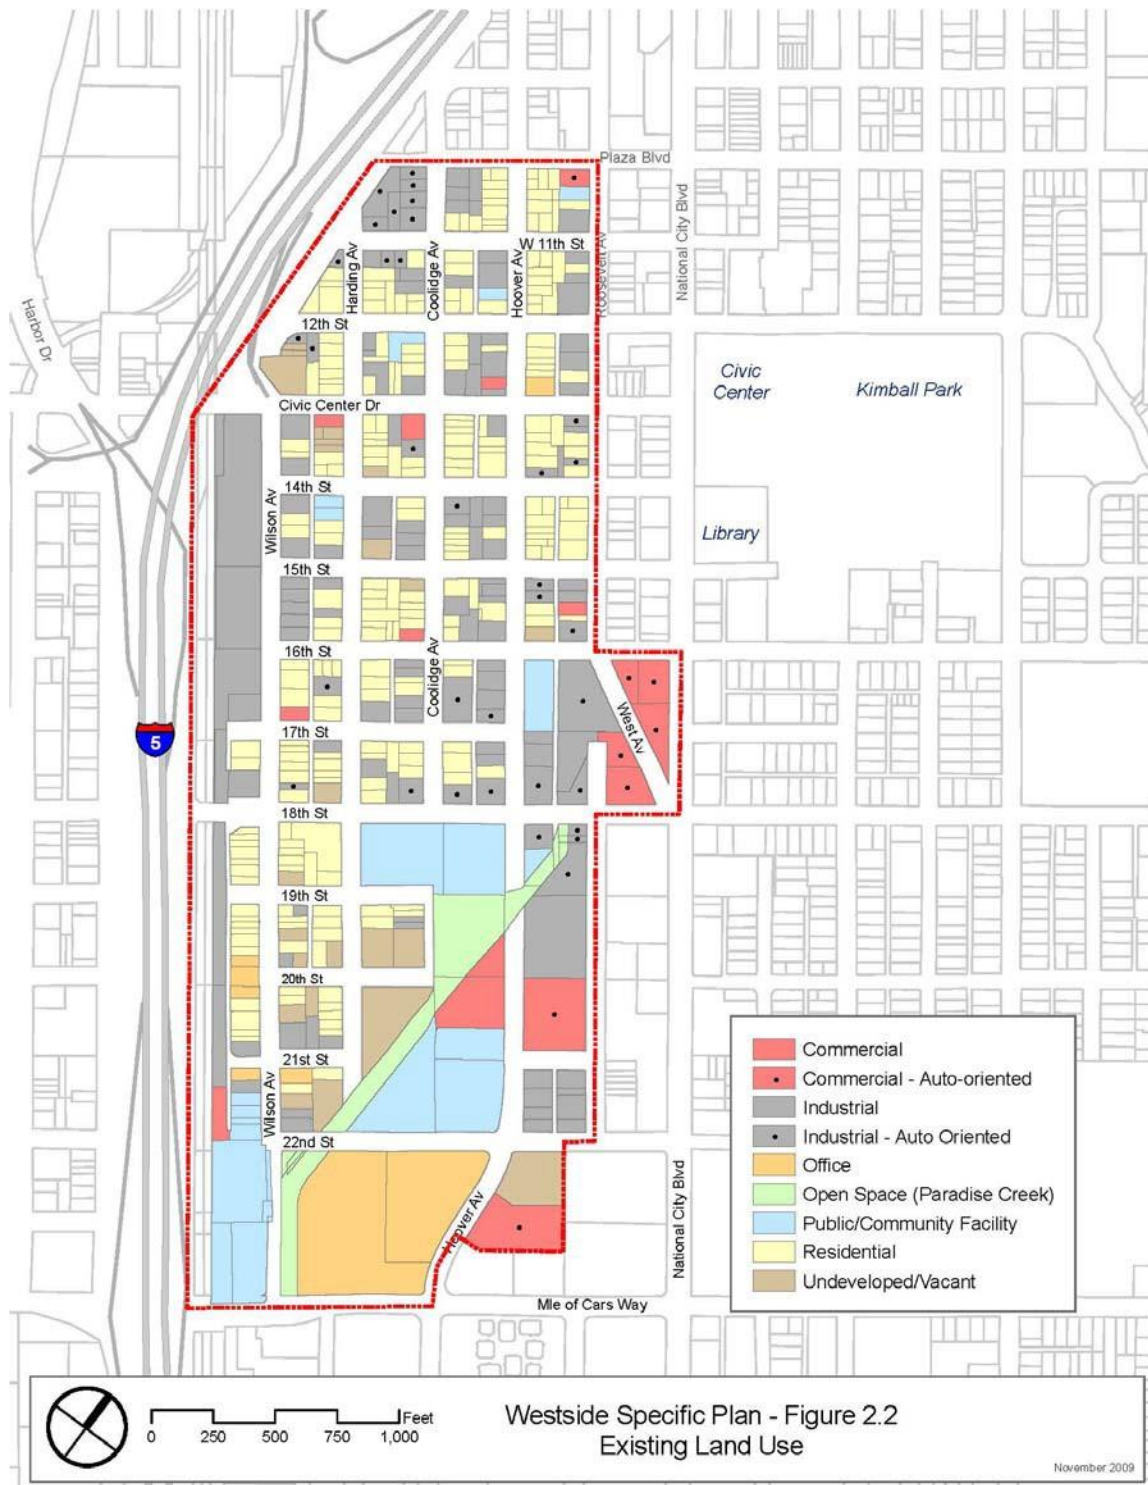 Plaza Blvd
W 11th St
Harding Av
Coolidge Av
Hoover Av
Roosevelt Av
National City Blvd
Harbor Dr
12th St
Civic Center
Kimball Park
Civic Center Dr
14th St
Wilson Av
Library
15th St
16th St
Coolidge Av
West Av
17th St
5
18th St
19th St
20th St
21st St
Wilson Av
22nd St
Hoover Av
National City Blvd
Mle of Cars Way
Commercial
Commercial - Auto-oriented
Industrial
Industrial - Auto Oriented
Office
Open Space (Paradise Creek)
Public/Community Facility
Residential
Undeveloped/Vacant
Feet
0 250 500 750 1,000
Westside Specific Plan - Figure 2.2
Existing Land Use
November 2009